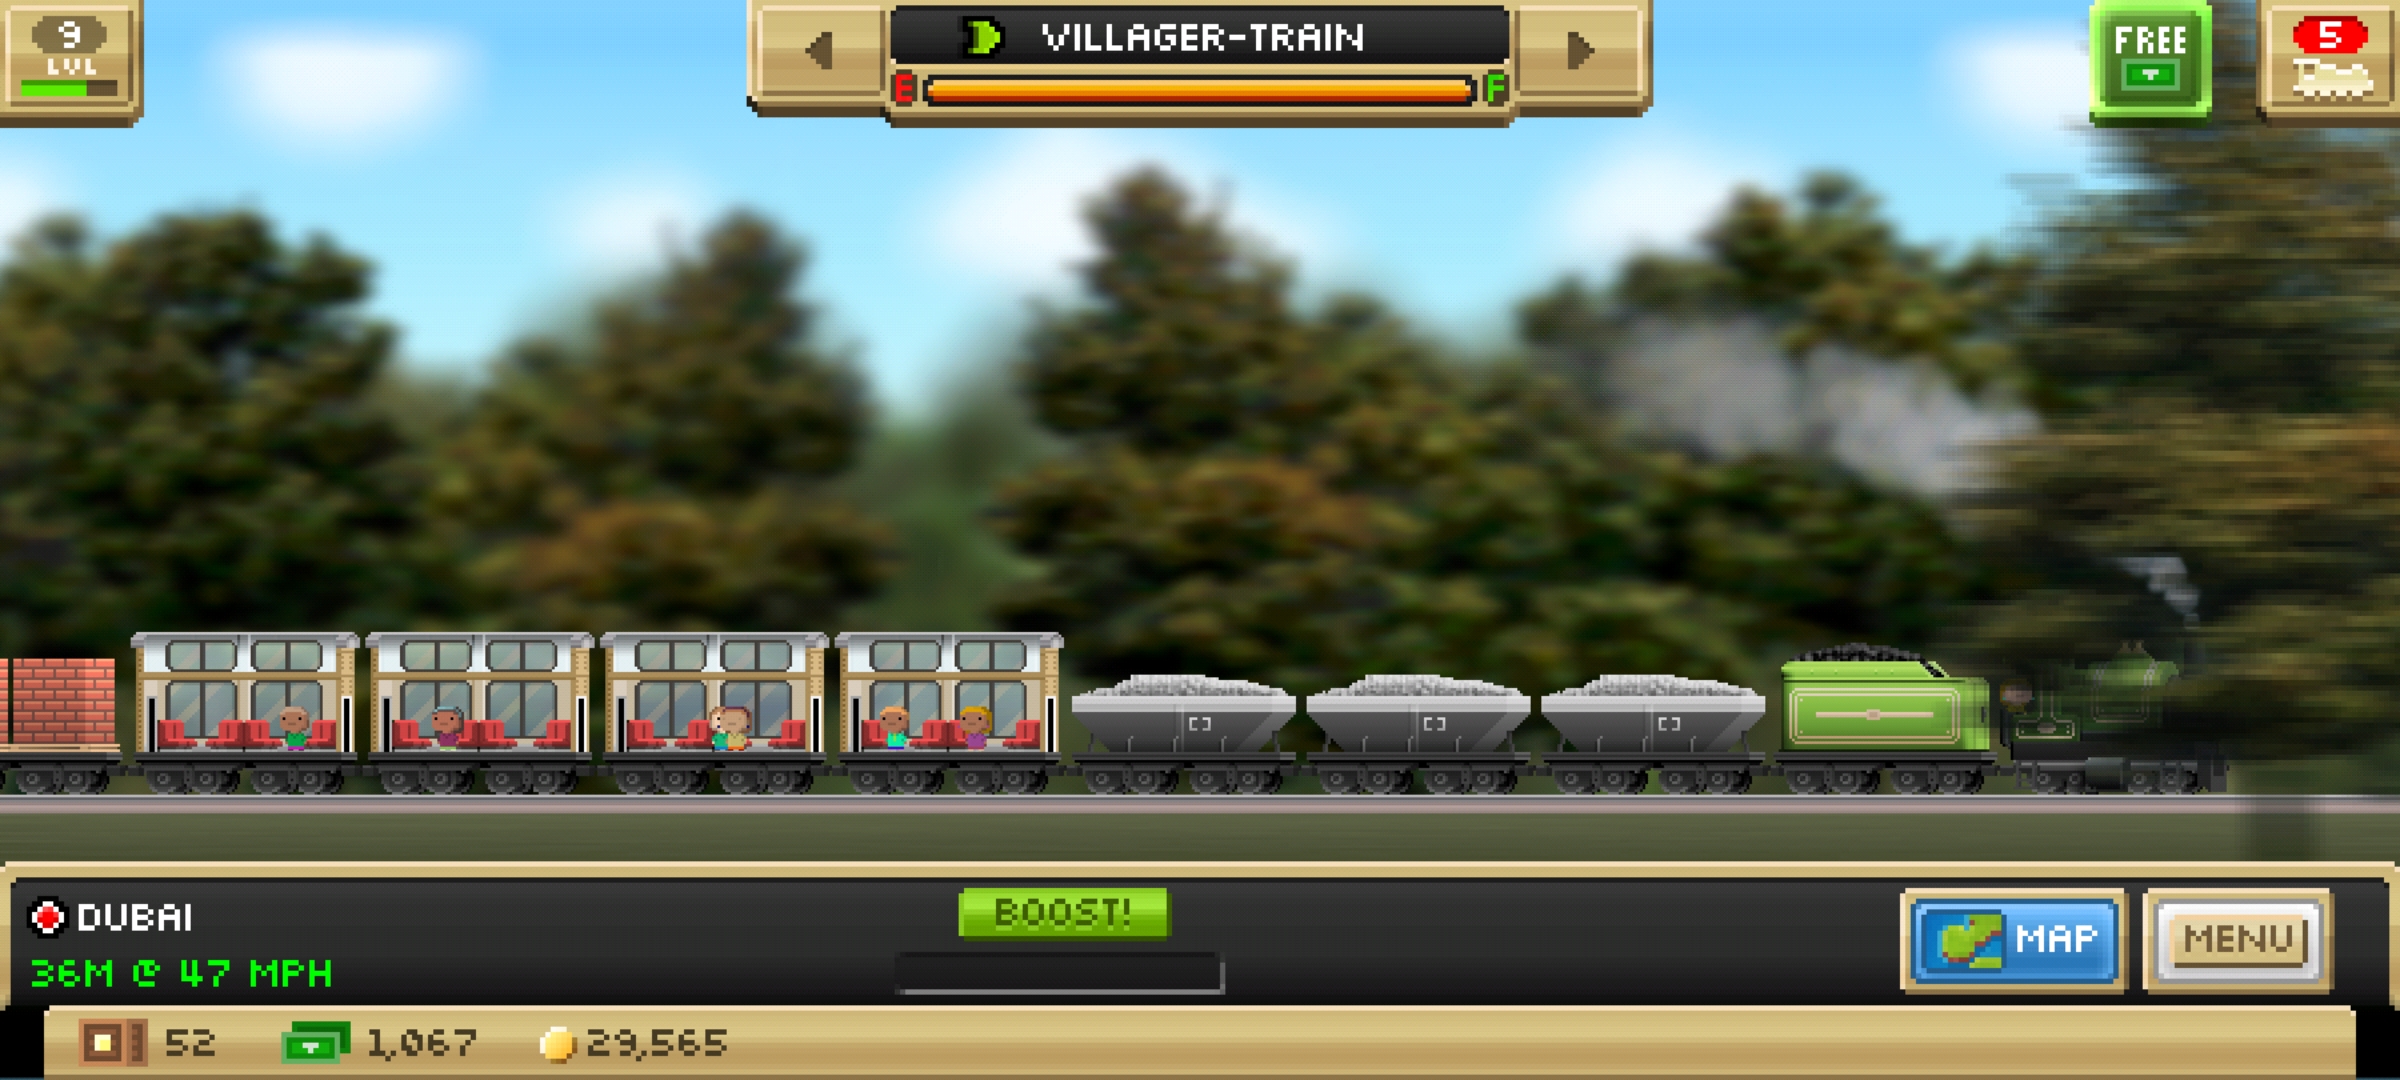 9
LVL
VILLAGER-TRAIN
E F
FREE
5
DUBAI
36M @ 47 MPH
BOOST!
MAP
MENU
52 1,067 29,565